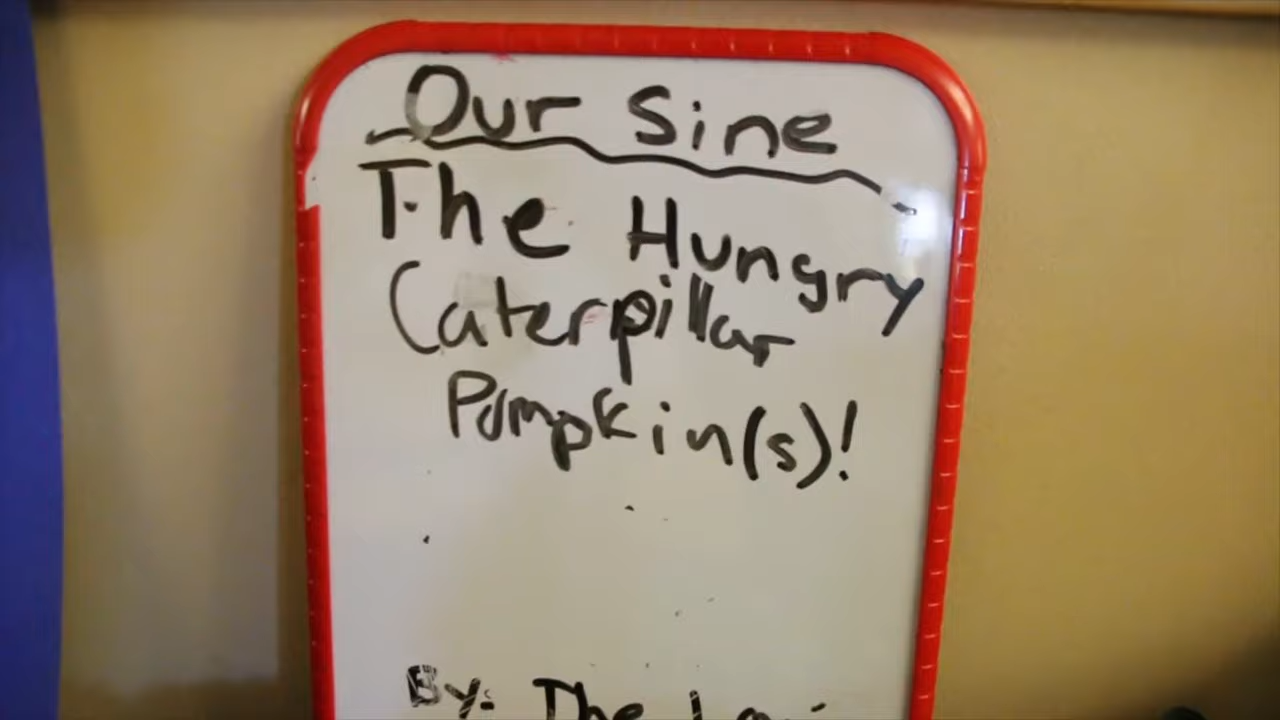 Our Sine
The Hungry
Caterpillar
Pumpkin(s)!
By: The